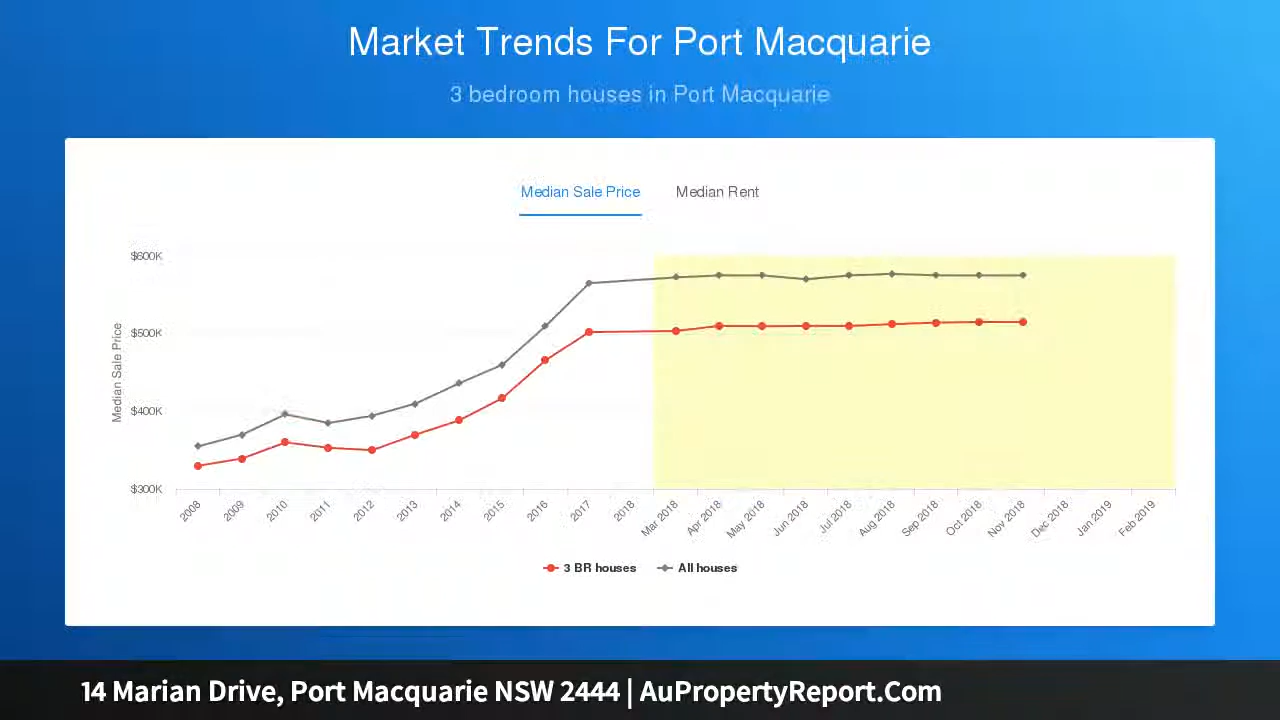 Market Trends For Port Macquarie
3 bedroom houses in Port Macquarie
Median Sale Price Median Rent
$600K
$500K
$400K
$300K
Median Sale Price
2008 2009 2010 2011 2012 2013 2014 2015 2016 2017 2018 Mar 2018 Apr 2018 May 2018 Jun 2018 Jul 2018 Aug 2018 Sep 2018 Oct 2018 Nov 2018 Dec 2018 Jan 2019 Feb 2019
3 BR houses All houses
14 Marian Drive, Port Macquarie NSW 2444 | AuPropertyReport.Com